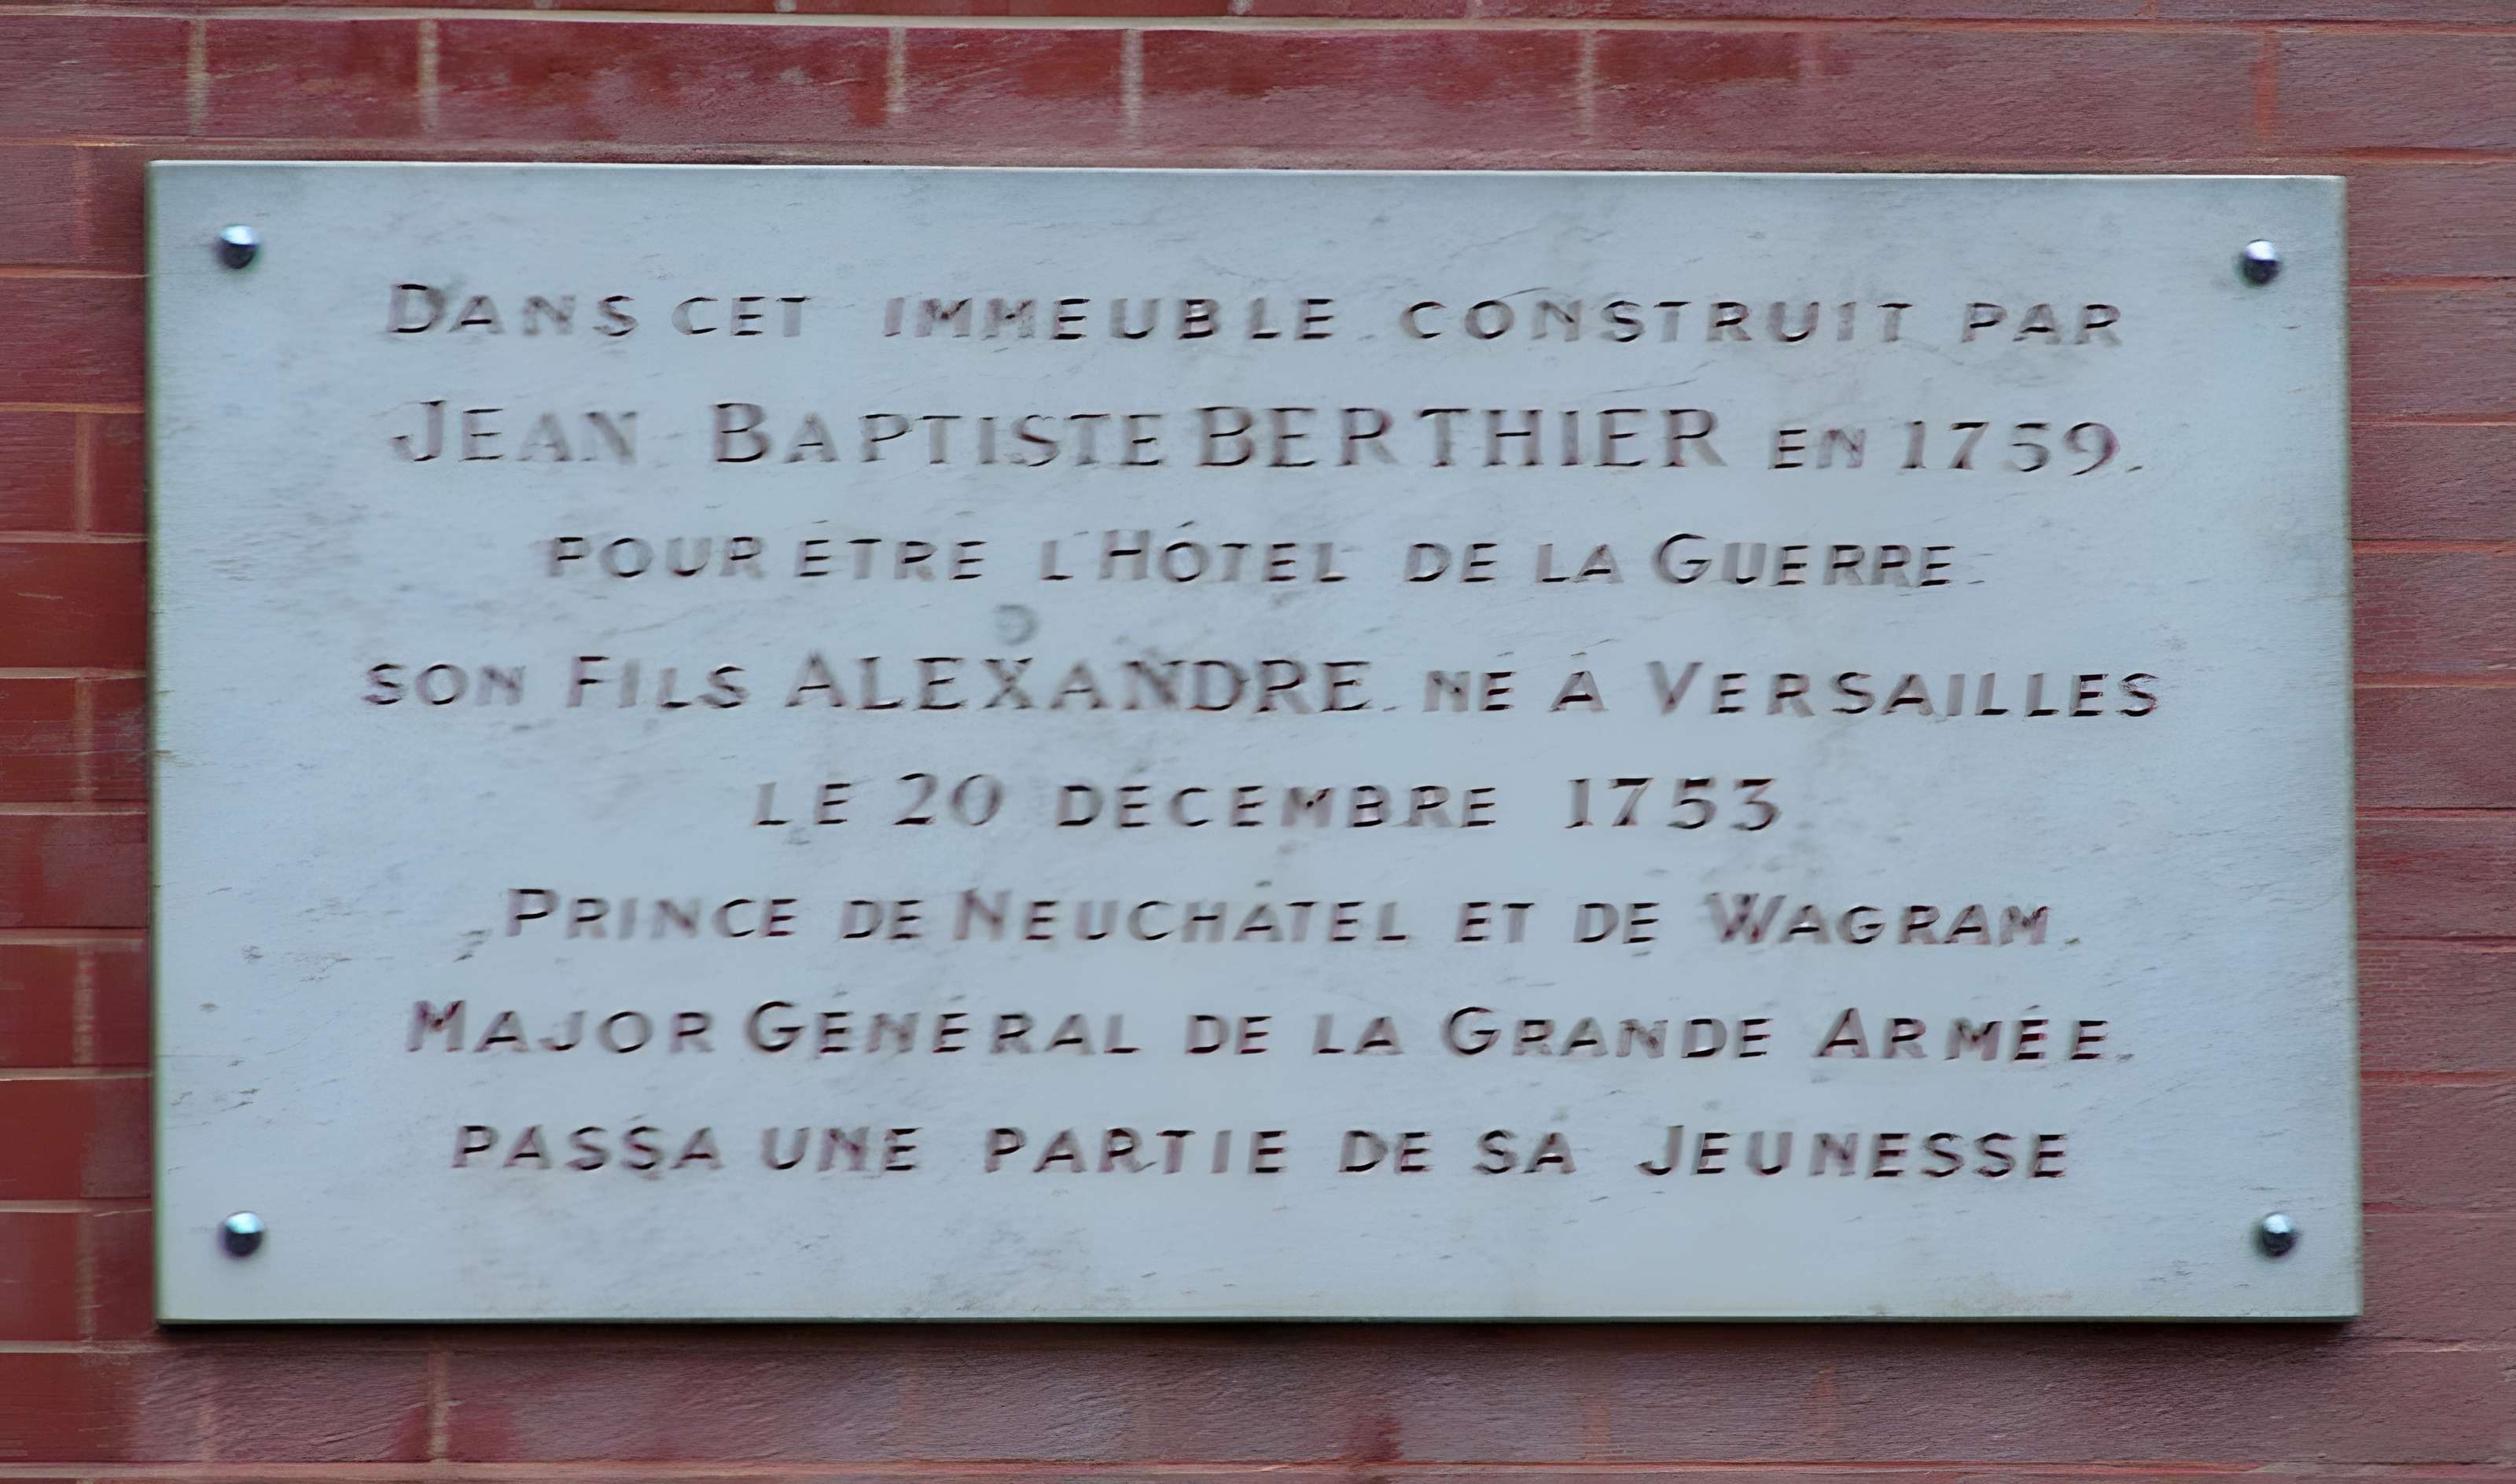 DANS CET IMMEUBLE CONSTRUIT PAR
JEAN BAPTISTE BERTHIER EN 1759.
POUR ÊTRE L'HÔTEL DE LA GUERRE
SON FILS ALEXANDRE NÉ À VERSAILLES
LE 20 DÉCEMBRE 1753
PRINCE DE NEUCHÂTEL ET DE WAGRAM.
MAJOR GÉNÉRAL DE LA GRANDE ARMÉE.
PASSA UNE PARTIE DE SA JEUNESSE